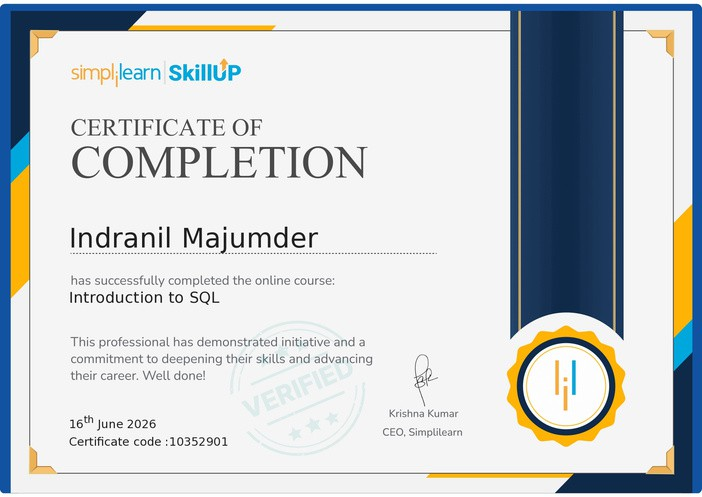 simplilearn | SkillUP
CERTIFICATE OF
COMPLETION
Indranil Majumder
has successfully completed the online course:
Introduction to SQL
This professional has demonstrated initiative and a
commitment to deepening their skills and advancing
their career. Well done!
VERIFIED
16th June 2026
Certificate code :10352901
Krishna Kumar
CEO, Simplilearn